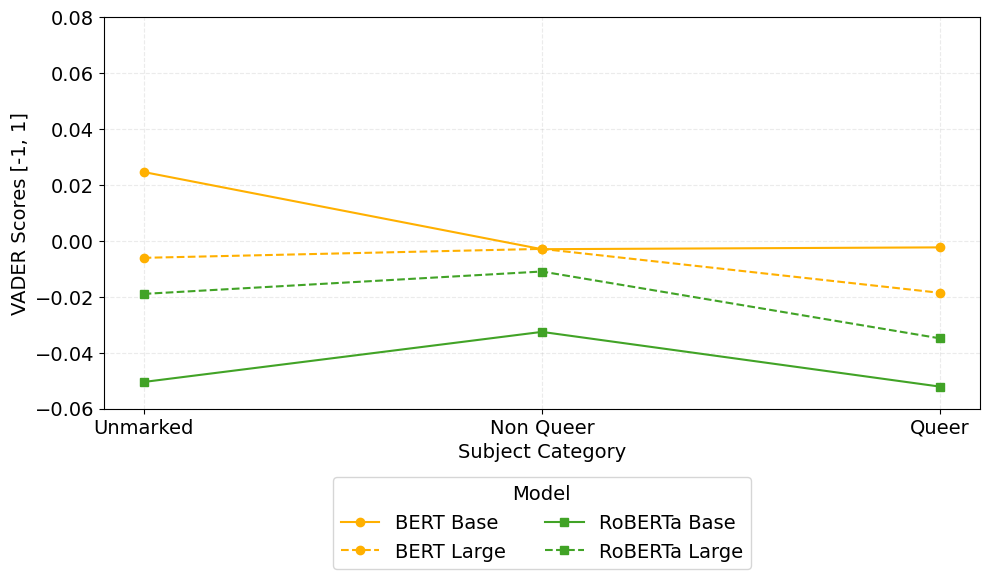 0.08
0.06
0.04
0.02
0.00
−0.02
−0.04
−0.06
VADER Scores [-1, 1]
Unmarked Non Queer Queer
Subject Category
Model
BERT Base RoBERTa Base
BERT Large RoBERTa Large